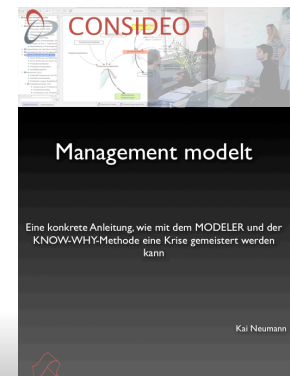 CONSIDEO
Management modelt
Eine konkrete Anleitung, wie mit dem MODELER und der
KNOW-WHY-Methode eine Krise gemeistert werden
kann
Kai Neumann